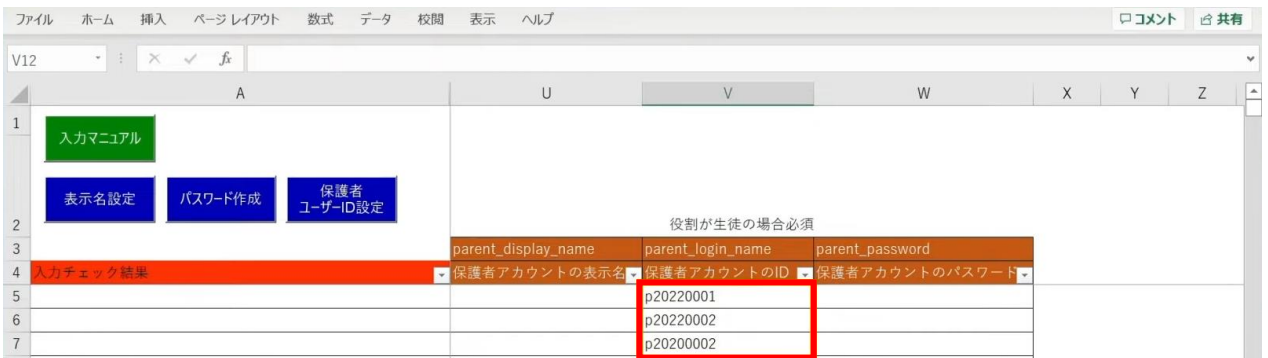 ファイル ホーム 挿入 ページ レイアウト 数式 データ 校閲 表示 ヘルプ コメント 共有
V12 fx
A U V W X Y Z
1
入力マニュアル
表示名設定 パスワード作成 保護者
ユーザーID設定
2 役割が生徒の場合必須
3 parent_display_name parent_login_name parent_password
4 入力チェック結果 保護者アカウントの表示名 保護者アカウントのID 保護者アカウントのパスワード
5 p20220001
6 p20220002
7 p20200002